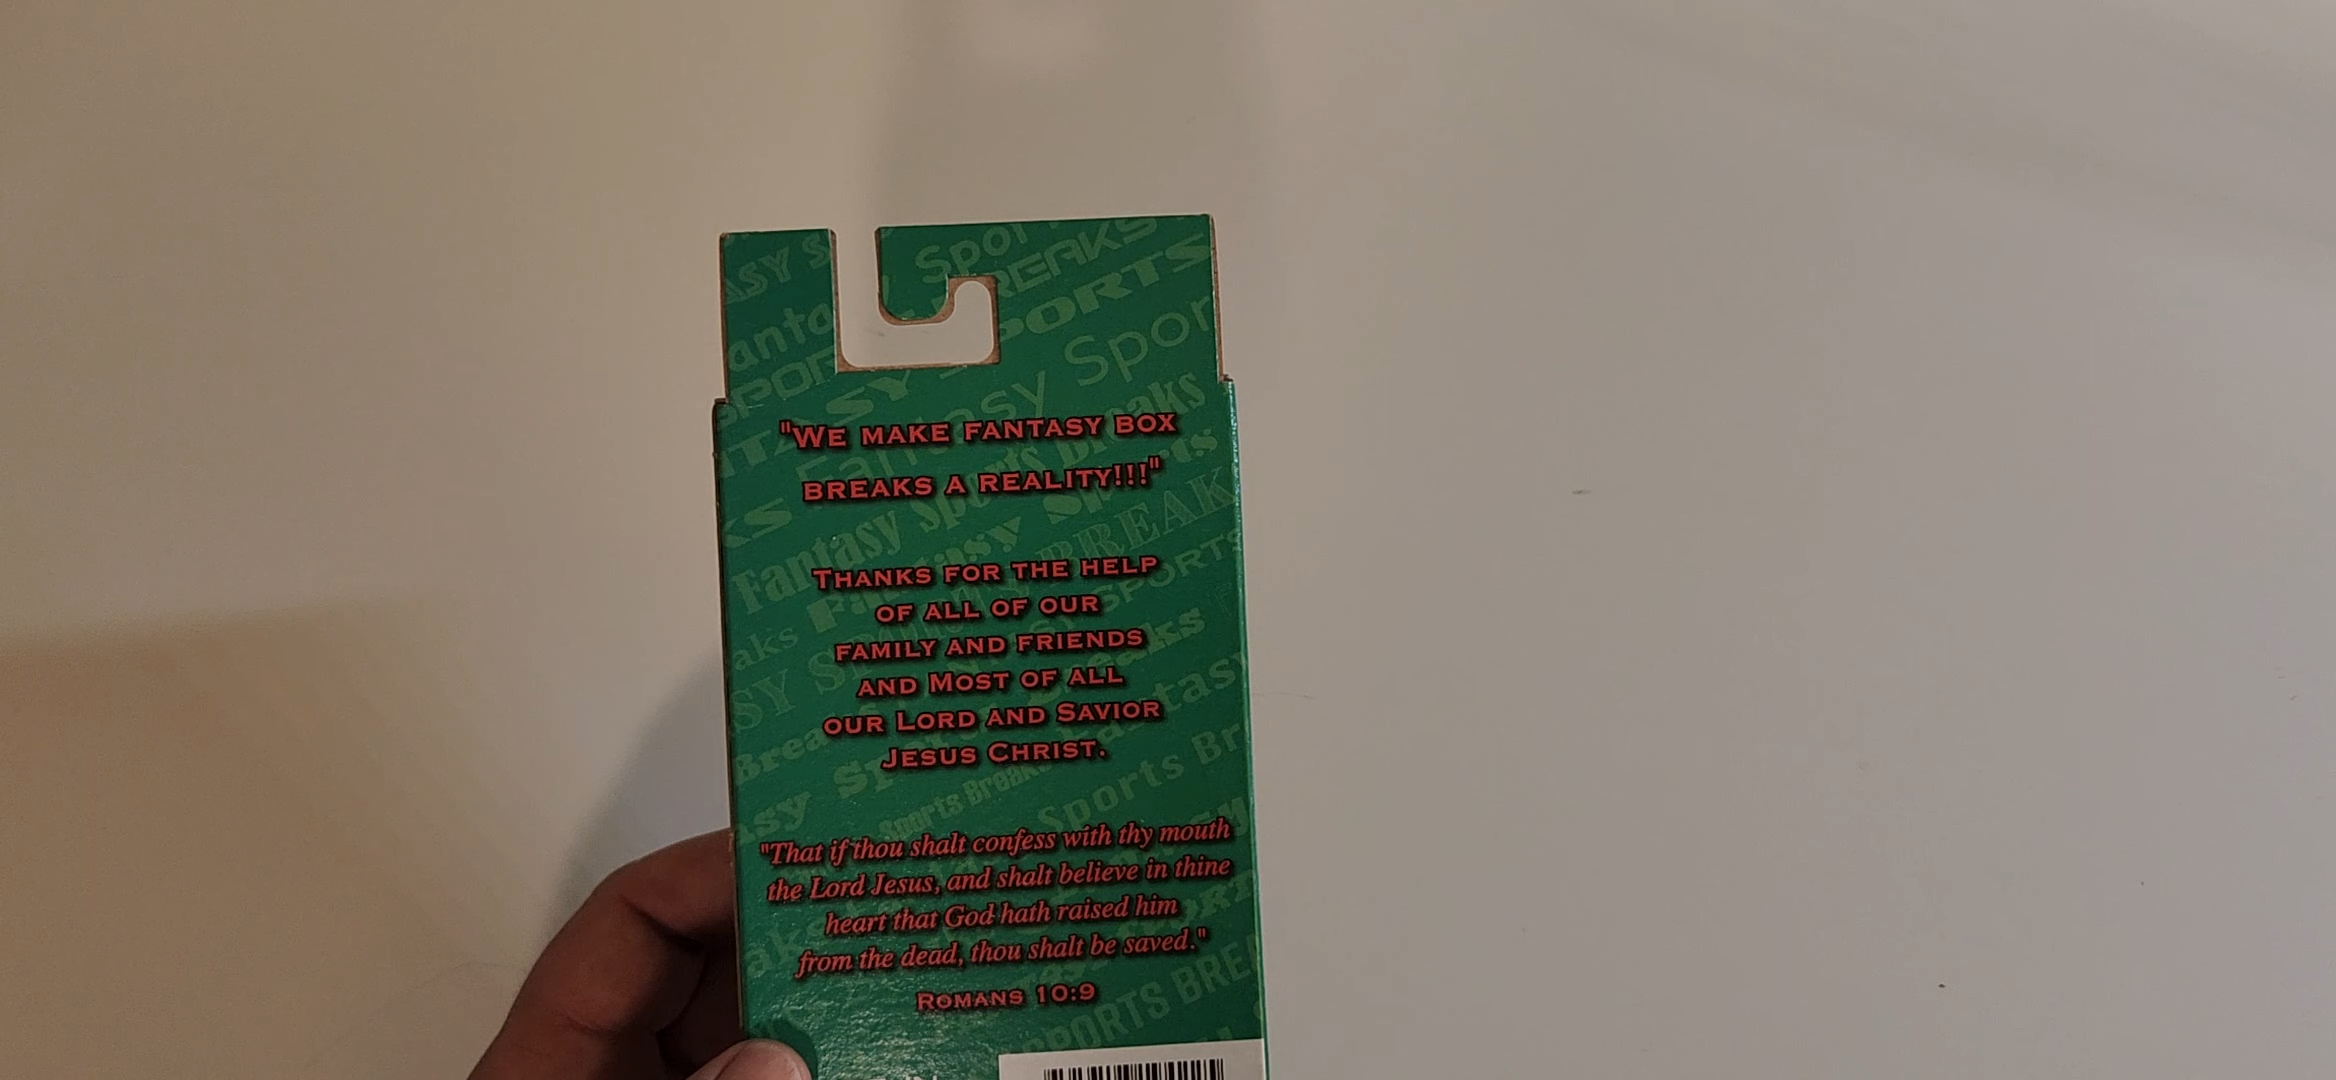 "WE MAKE FANTASY BOX
BREAKS A REALITY!!!"
THANKS FOR THE HELP
OF ALL OF OUR
FAMILY AND FRIENDS
AND MOST OF ALL
OUR LORD AND SAVIOR
JESUS CHRIST.
"That if thou shalt confess with thy mouth
the Lord Jesus, and shalt believe in thine
heart that God hath raised him
from the dead, thou shalt be saved."
ROMANS 10:9